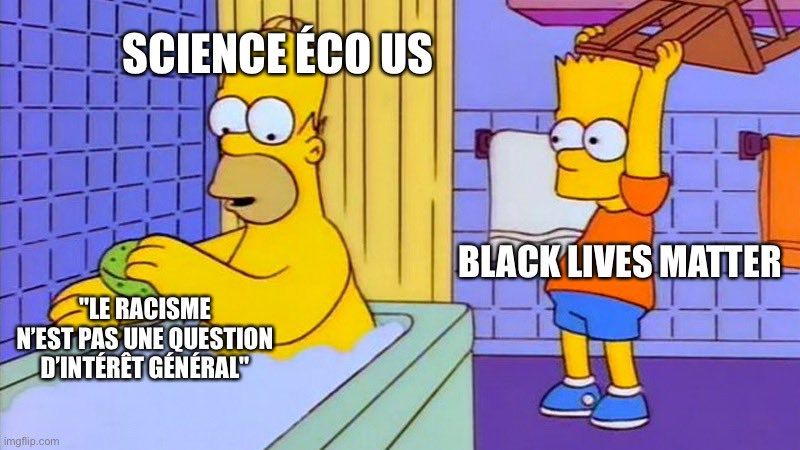 SCIENCE ÉCO US
BLACK LIVES MATTER
"LE RACISME
N'EST PAS UNE QUESTION
D'INTÉRÊT GÉNÉRAL"
imgflip.com